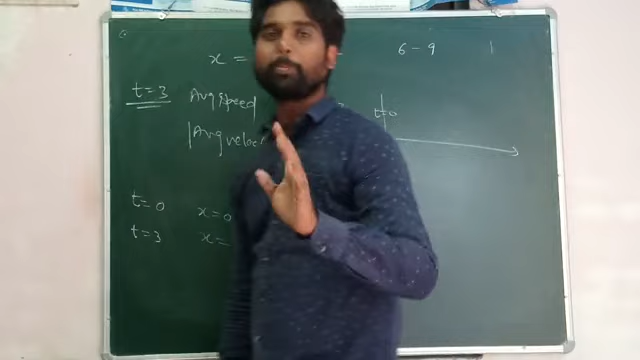 x = 6 - 9
t = 3 Avg speed t=0
|Avg veloc
t = 0 x = 0
t = 3 x =